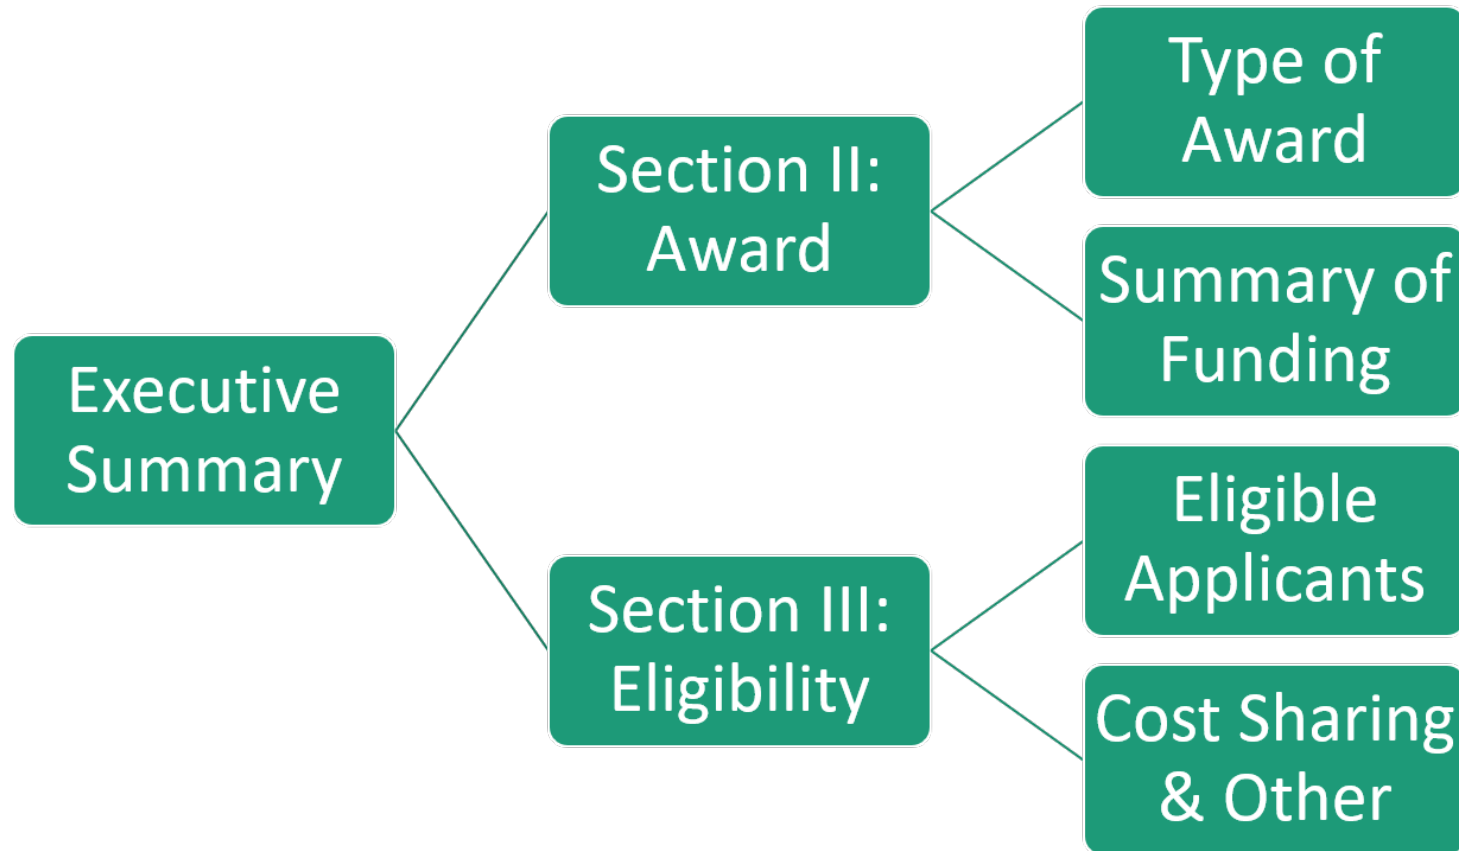 Executive
Summary
Section II:
Award
Type of
Award
Summary of
Funding
Section III:
Eligibility
Eligible
Applicants
Cost Sharing
& Other